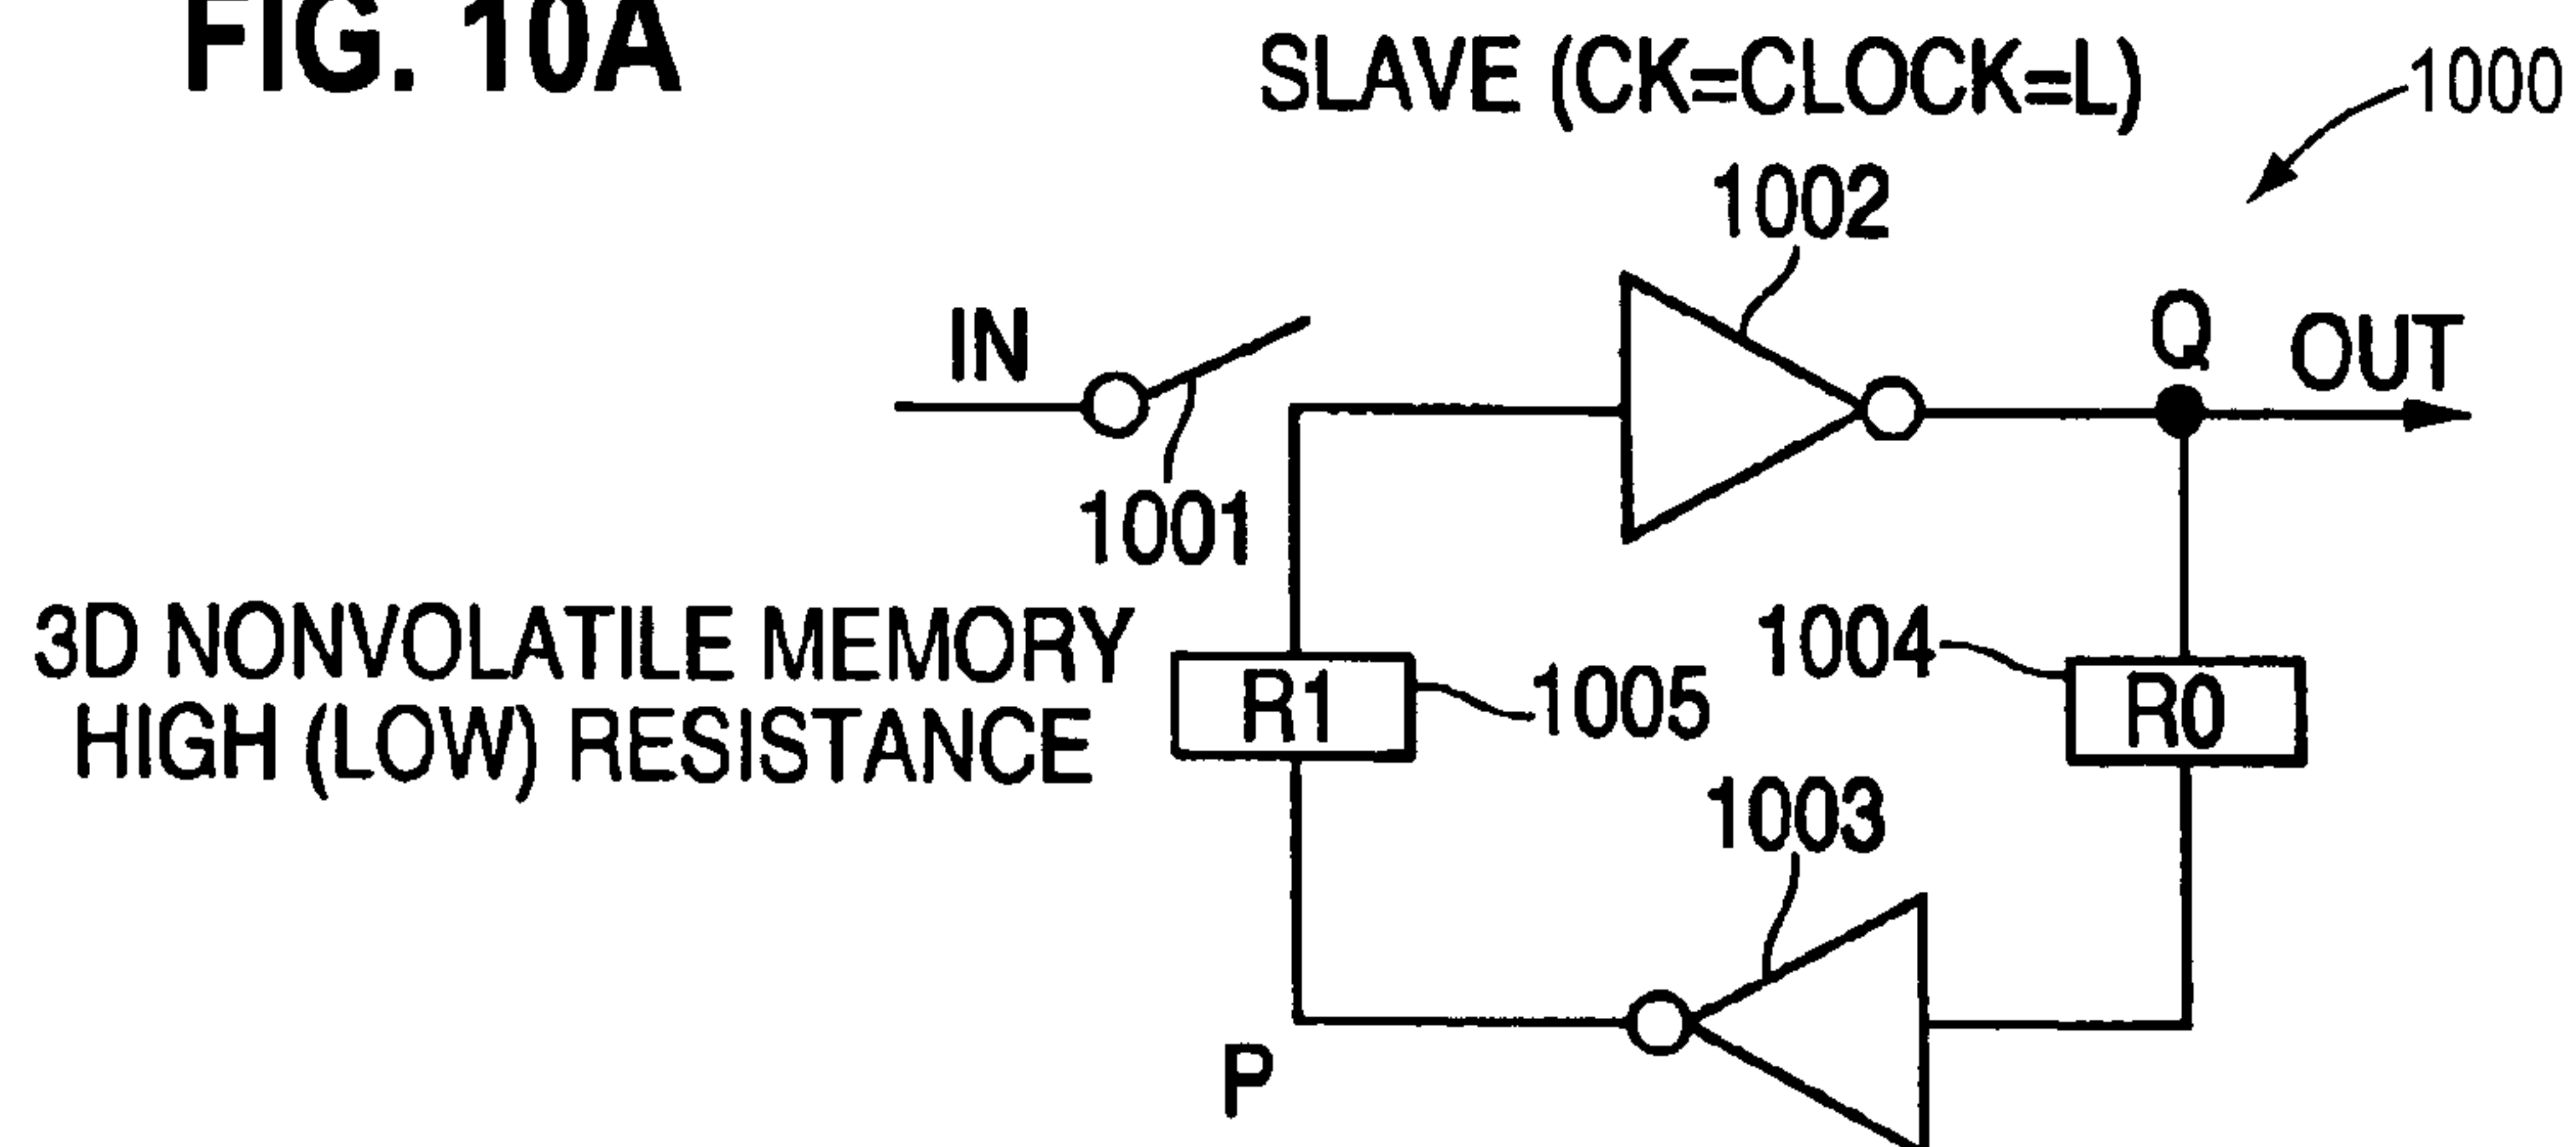 FIG. 10A
SLAVE (CK=CLOCK=L)
1000
1002
IN
Q
OUT
1001
3D NONVOLATILE MEMORY
HIGH (LOW) RESISTANCE
R1
1005
1004
R0
1003
P